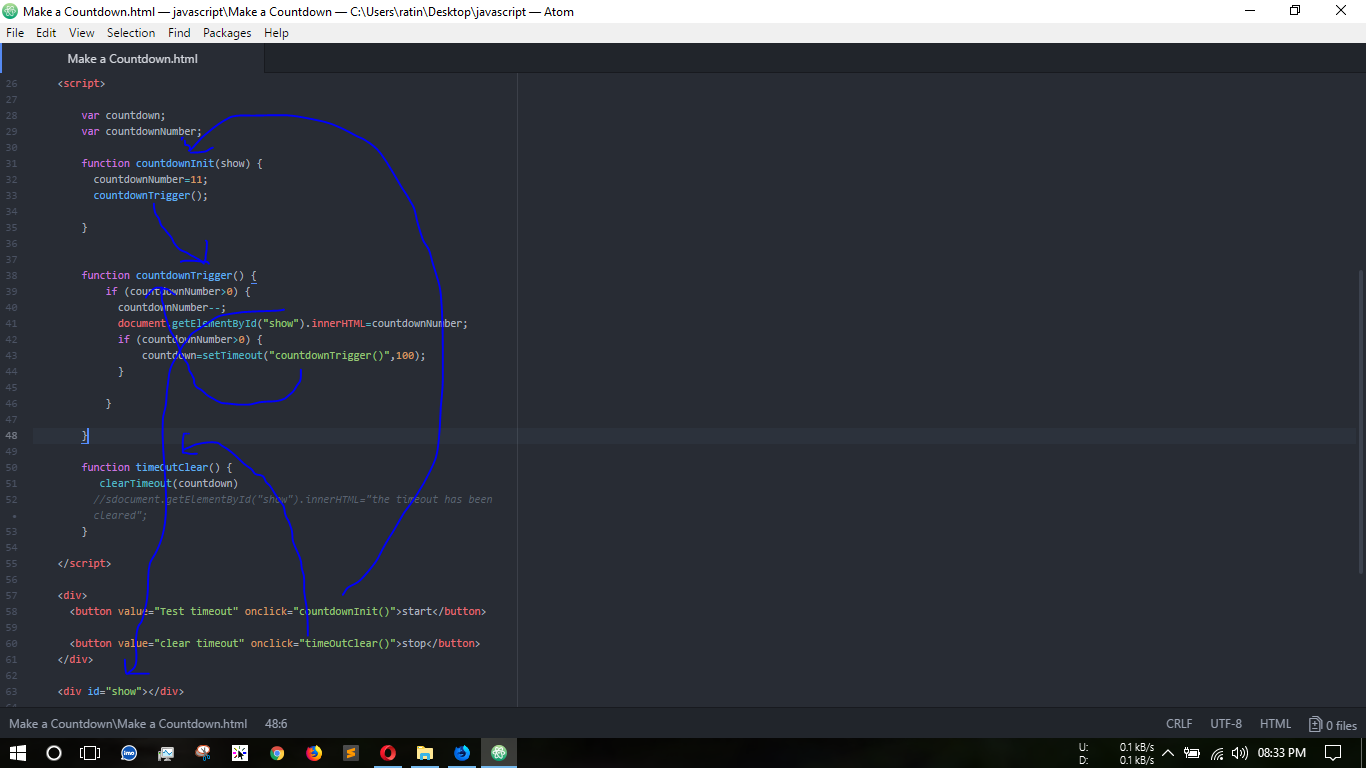 Make a Countdown.html — javascript\Make a Countdown — C:\Users\ratin\Desktop\javascript — Atom
File Edit View Selection Find Packages Help
Make a Countdown.html
26 <script>
27
28 var countdown;
29 var countdownNumber;
30
31 function countdownInit(show) {
32 countdownNumber=11;
33 countdownTrigger();
34
35 }
36
37
38 function countdownTrigger() {
39 if (countdownNumber>0) {
40 countdownNumber--;
41 document.getElementById("show").innerHTML=countdownNumber;
42 if (countdownNumber>0) {
43 countdown=setTimeout("countdownTrigger()",100);
44 }
45
46 }
47
48 }
49
50 function timeOutClear() {
51 clearTimeout(countdown)
52 //sdocument.getElementById("show").innerHTML="the timeout has been
• cleared";
53 }
54
55 </script>
56
57 <div>
58 <button value="Test timeout" onclick="countdownInit()">start</button>
59
60 <button value="clear timeout" onclick="timeOutClear()">stop</button>
61 </div>
62
63 <div id="show"></div>
Make a Countdown\Make a Countdown.html 48:6 CRLF UTF-8 HTML 0 files
imo
U: 0.1 kB/s
D: 0.1 kB/s
08:33 PM